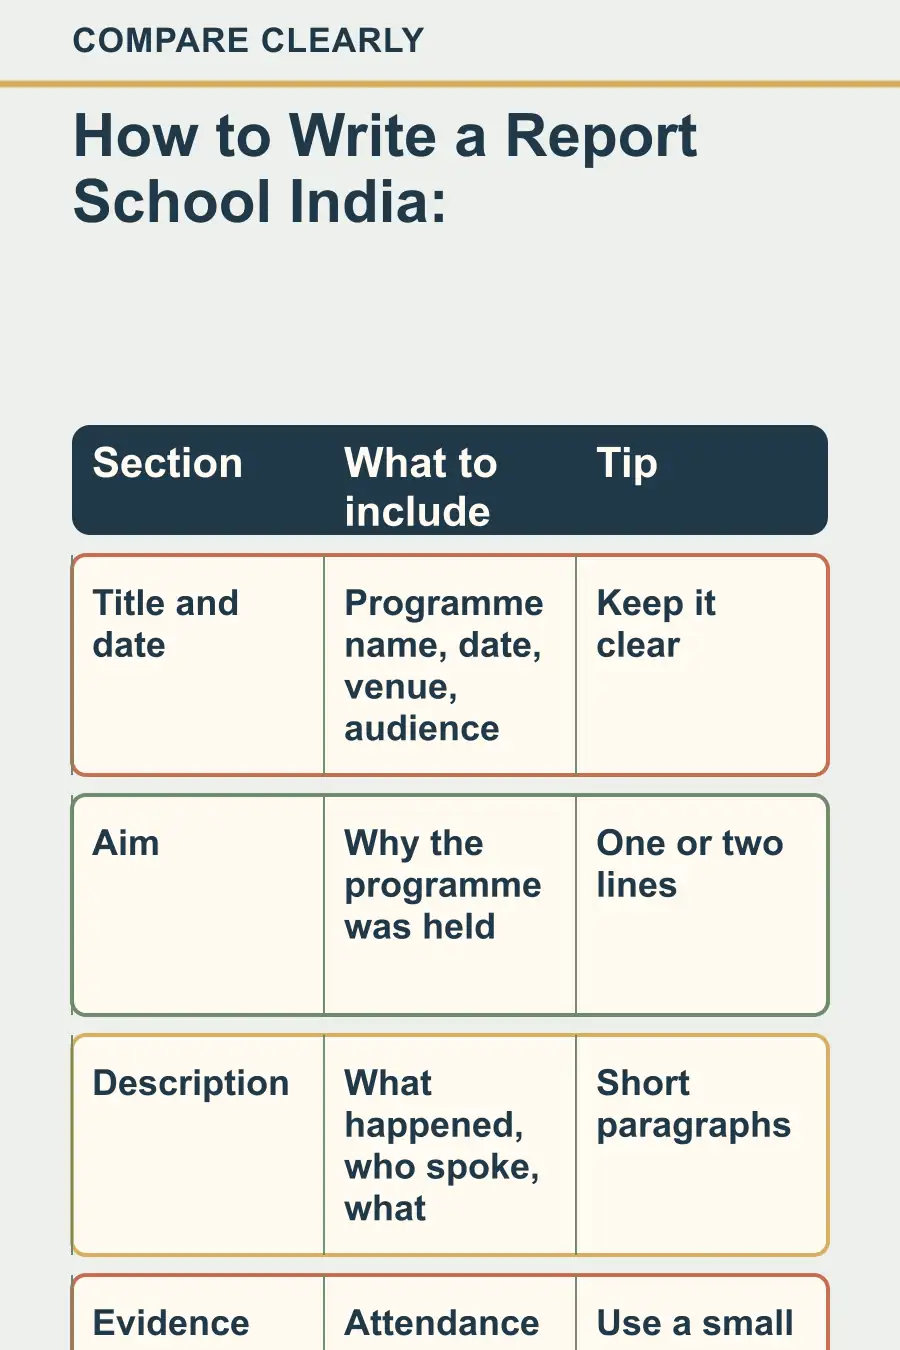 COMPARE CLEARLY
How to Write a Report
School India:
Section
What to
include
Tip
Title and
date
Programme
name, date,
venue,
audience
Keep it
clear
Aim
Why the
programme
was held
One or two
lines
Description
What
happened,
who spoke,
what
Short
paragraphs
Evidence
Attendance
Use a small